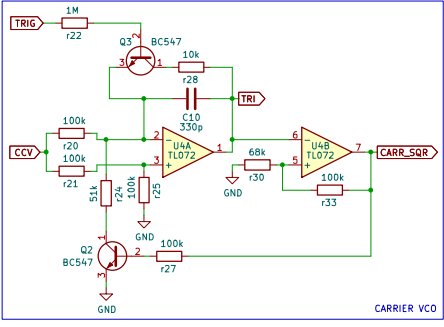 1M
TRIG
r22
2
Q3
BC547
3
1
10k
r28
C10
330p
TRI
100k
r20
CCV
100k
r21
2
3
U4A
TL072
1
51k
r24
100k
r25
GND
68k
r30
GND
6
5
U4B
TL072
7
CARR_SQR
100k
r33
Q2
BC547
1
2
3
100k
r27
GND
CARRIER VCO